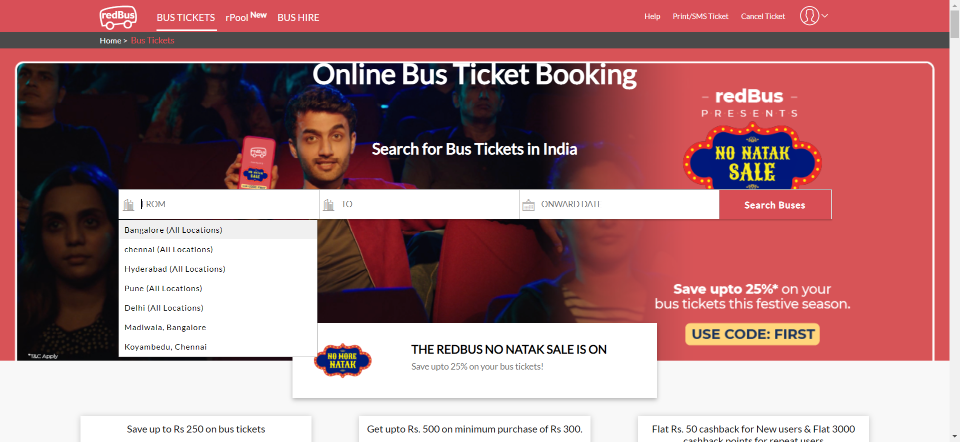 redBus
BUS TICKETS rPool New BUS HIRE Help Print/SMS Ticket Cancel Ticket
Home > Bus Tickets
Online Bus Ticket Booking
redBus
PRESENTS
redBus
Search for Bus Tickets in India
NO NATAK
SALE
NO NATAK
SALE
FROM TO ONWARD DATE Search Buses
Bangalore (All Locations)
chennai (All Locations)
Hyderabad (All Locations)
Pune (All Locations)
Delhi (All Locations)
Madiwala, Bangalore
Koyambedu, Chennai
Save upto 25%* on your
bus tickets this festive season.
USE CODE: FIRST
*T&C Apply
NO MORE
NATAK
THE REDBUS NO NATAK SALE IS ON
Save upto 25% on your bus tickets!
Save up to Rs 250 on bus tickets
Get upto Rs. 500 on minimum purchase of Rs 300.
Flat Rs. 50 cashback for New users & Flat 3000
cashback points for repeat users